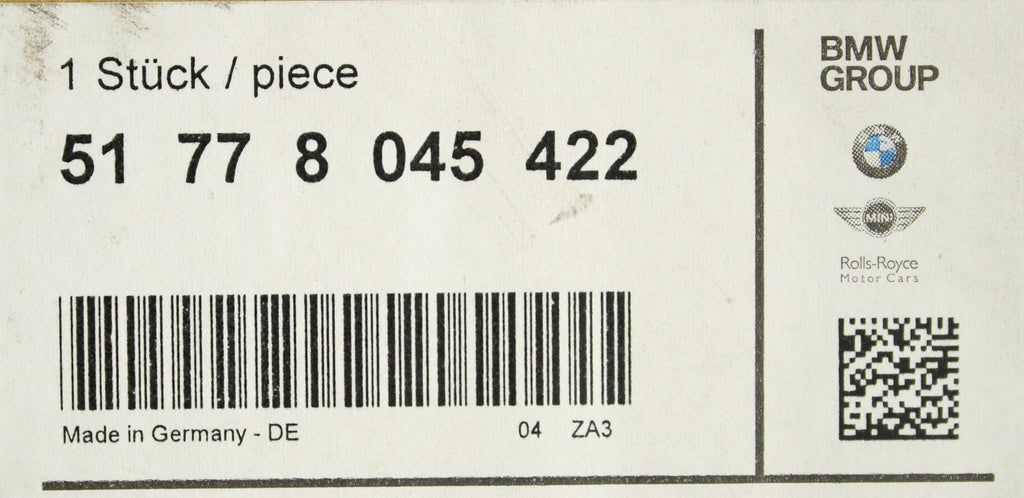 1 Stück / piece
51 77 8 045 422
Made in Germany - DE
04 ZA3
BMW
GROUP
MINI
Rolls-Royce
Motor Cars